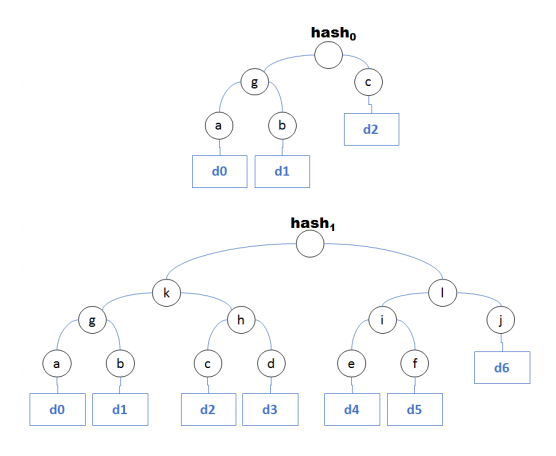 hash₀
g c
a b
d2
d0 d1
hash₁
k l
g h i j
a b c d e f
d6
d0 d1 d2 d3 d4 d5